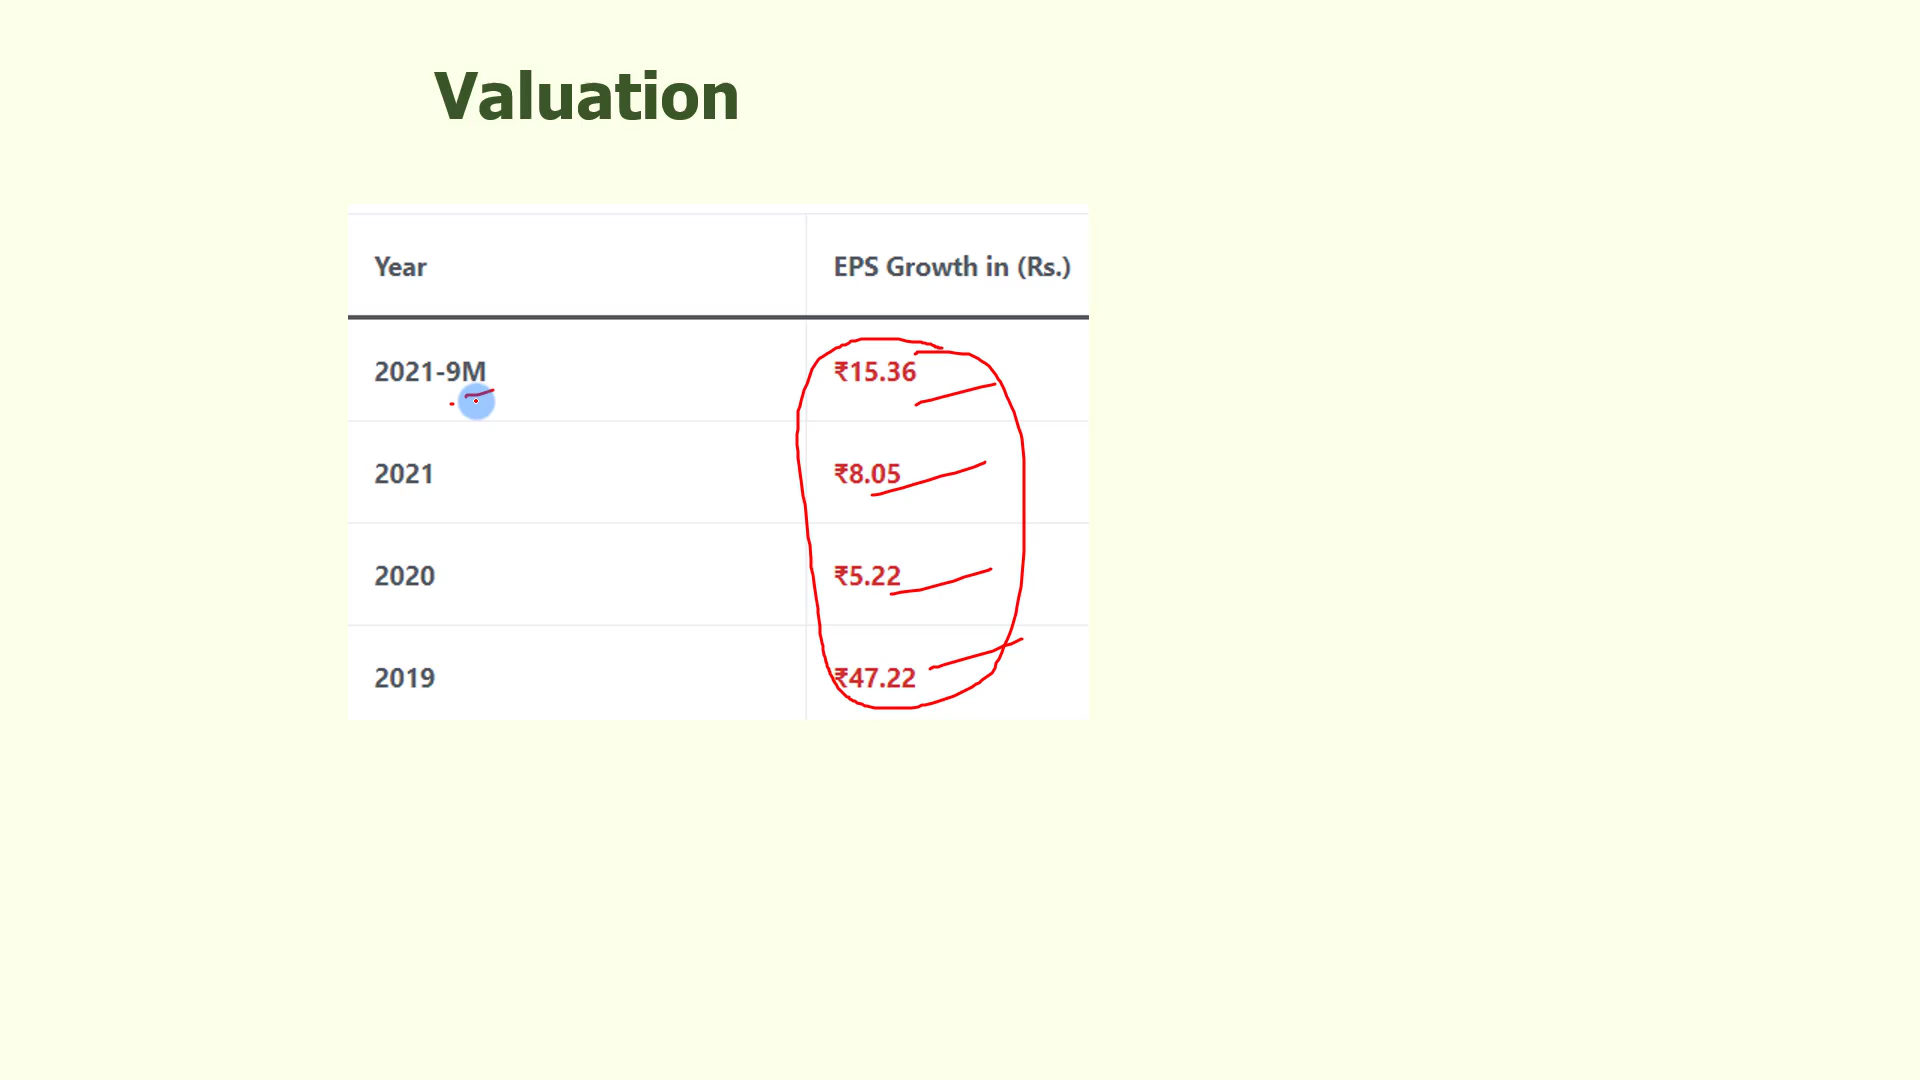 Valuation
Year EPS Growth in (Rs.)
2021-9M ₹15.36
2021 ₹8.05
2020 ₹5.22
2019 ₹47.22